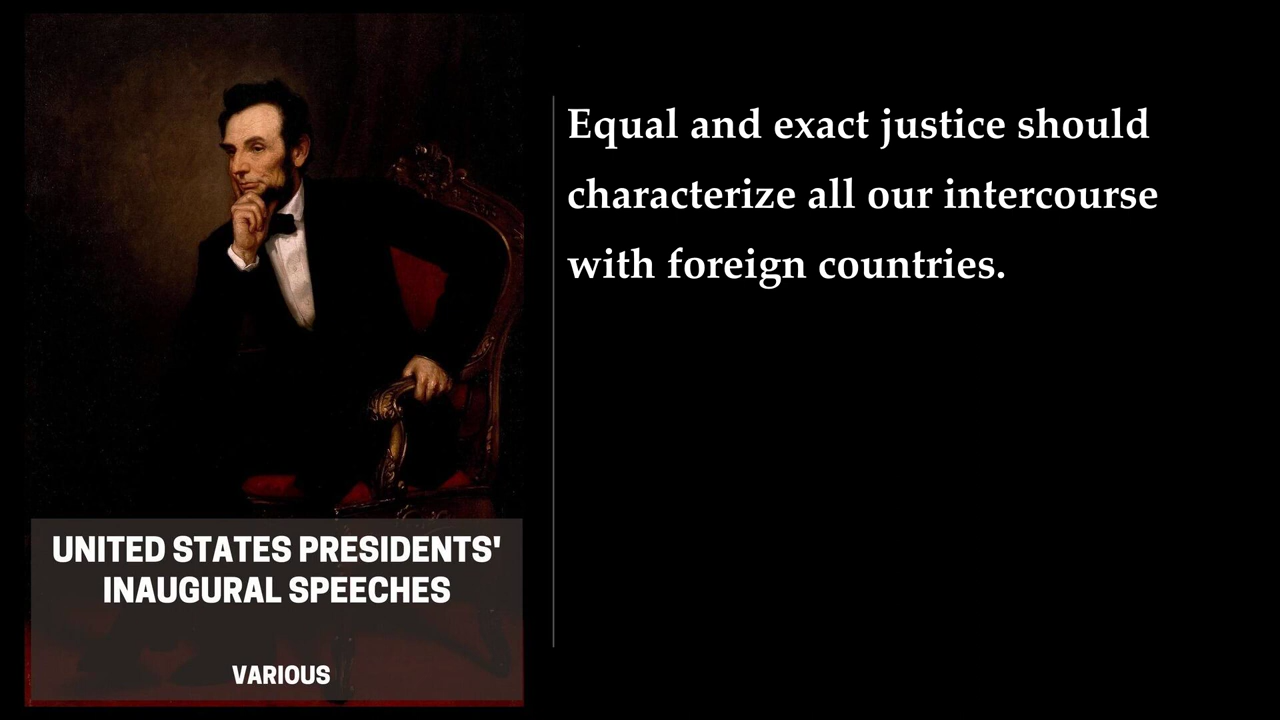 Equal and exact justice should
characterize all our intercourse
with foreign countries.
UNITED STATES PRESIDENTS'
INAUGURAL SPEECHES
VARIOUS